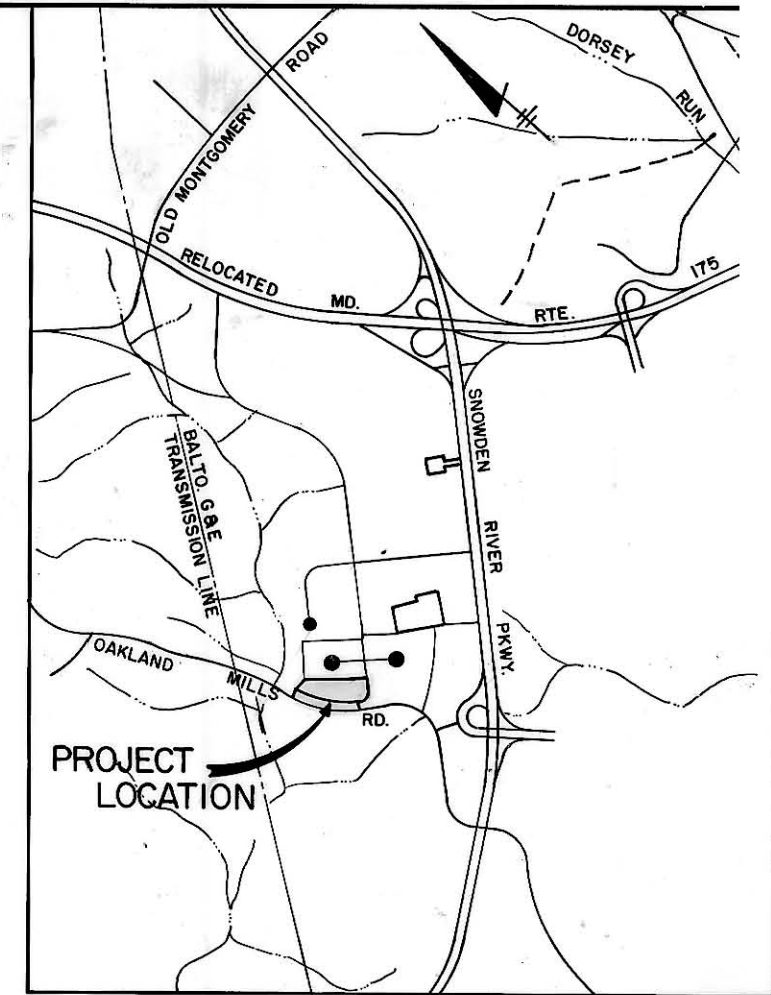 DORSEY RUN
OLD MONTGOMERY ROAD
RELOCATED MD. RTE. 175
SNOWDEN RIVER PKWY.
BALTO. G&E
TRANSMISSION LINE
OAKLAND MILLS RD.
PROJECT
LOCATION